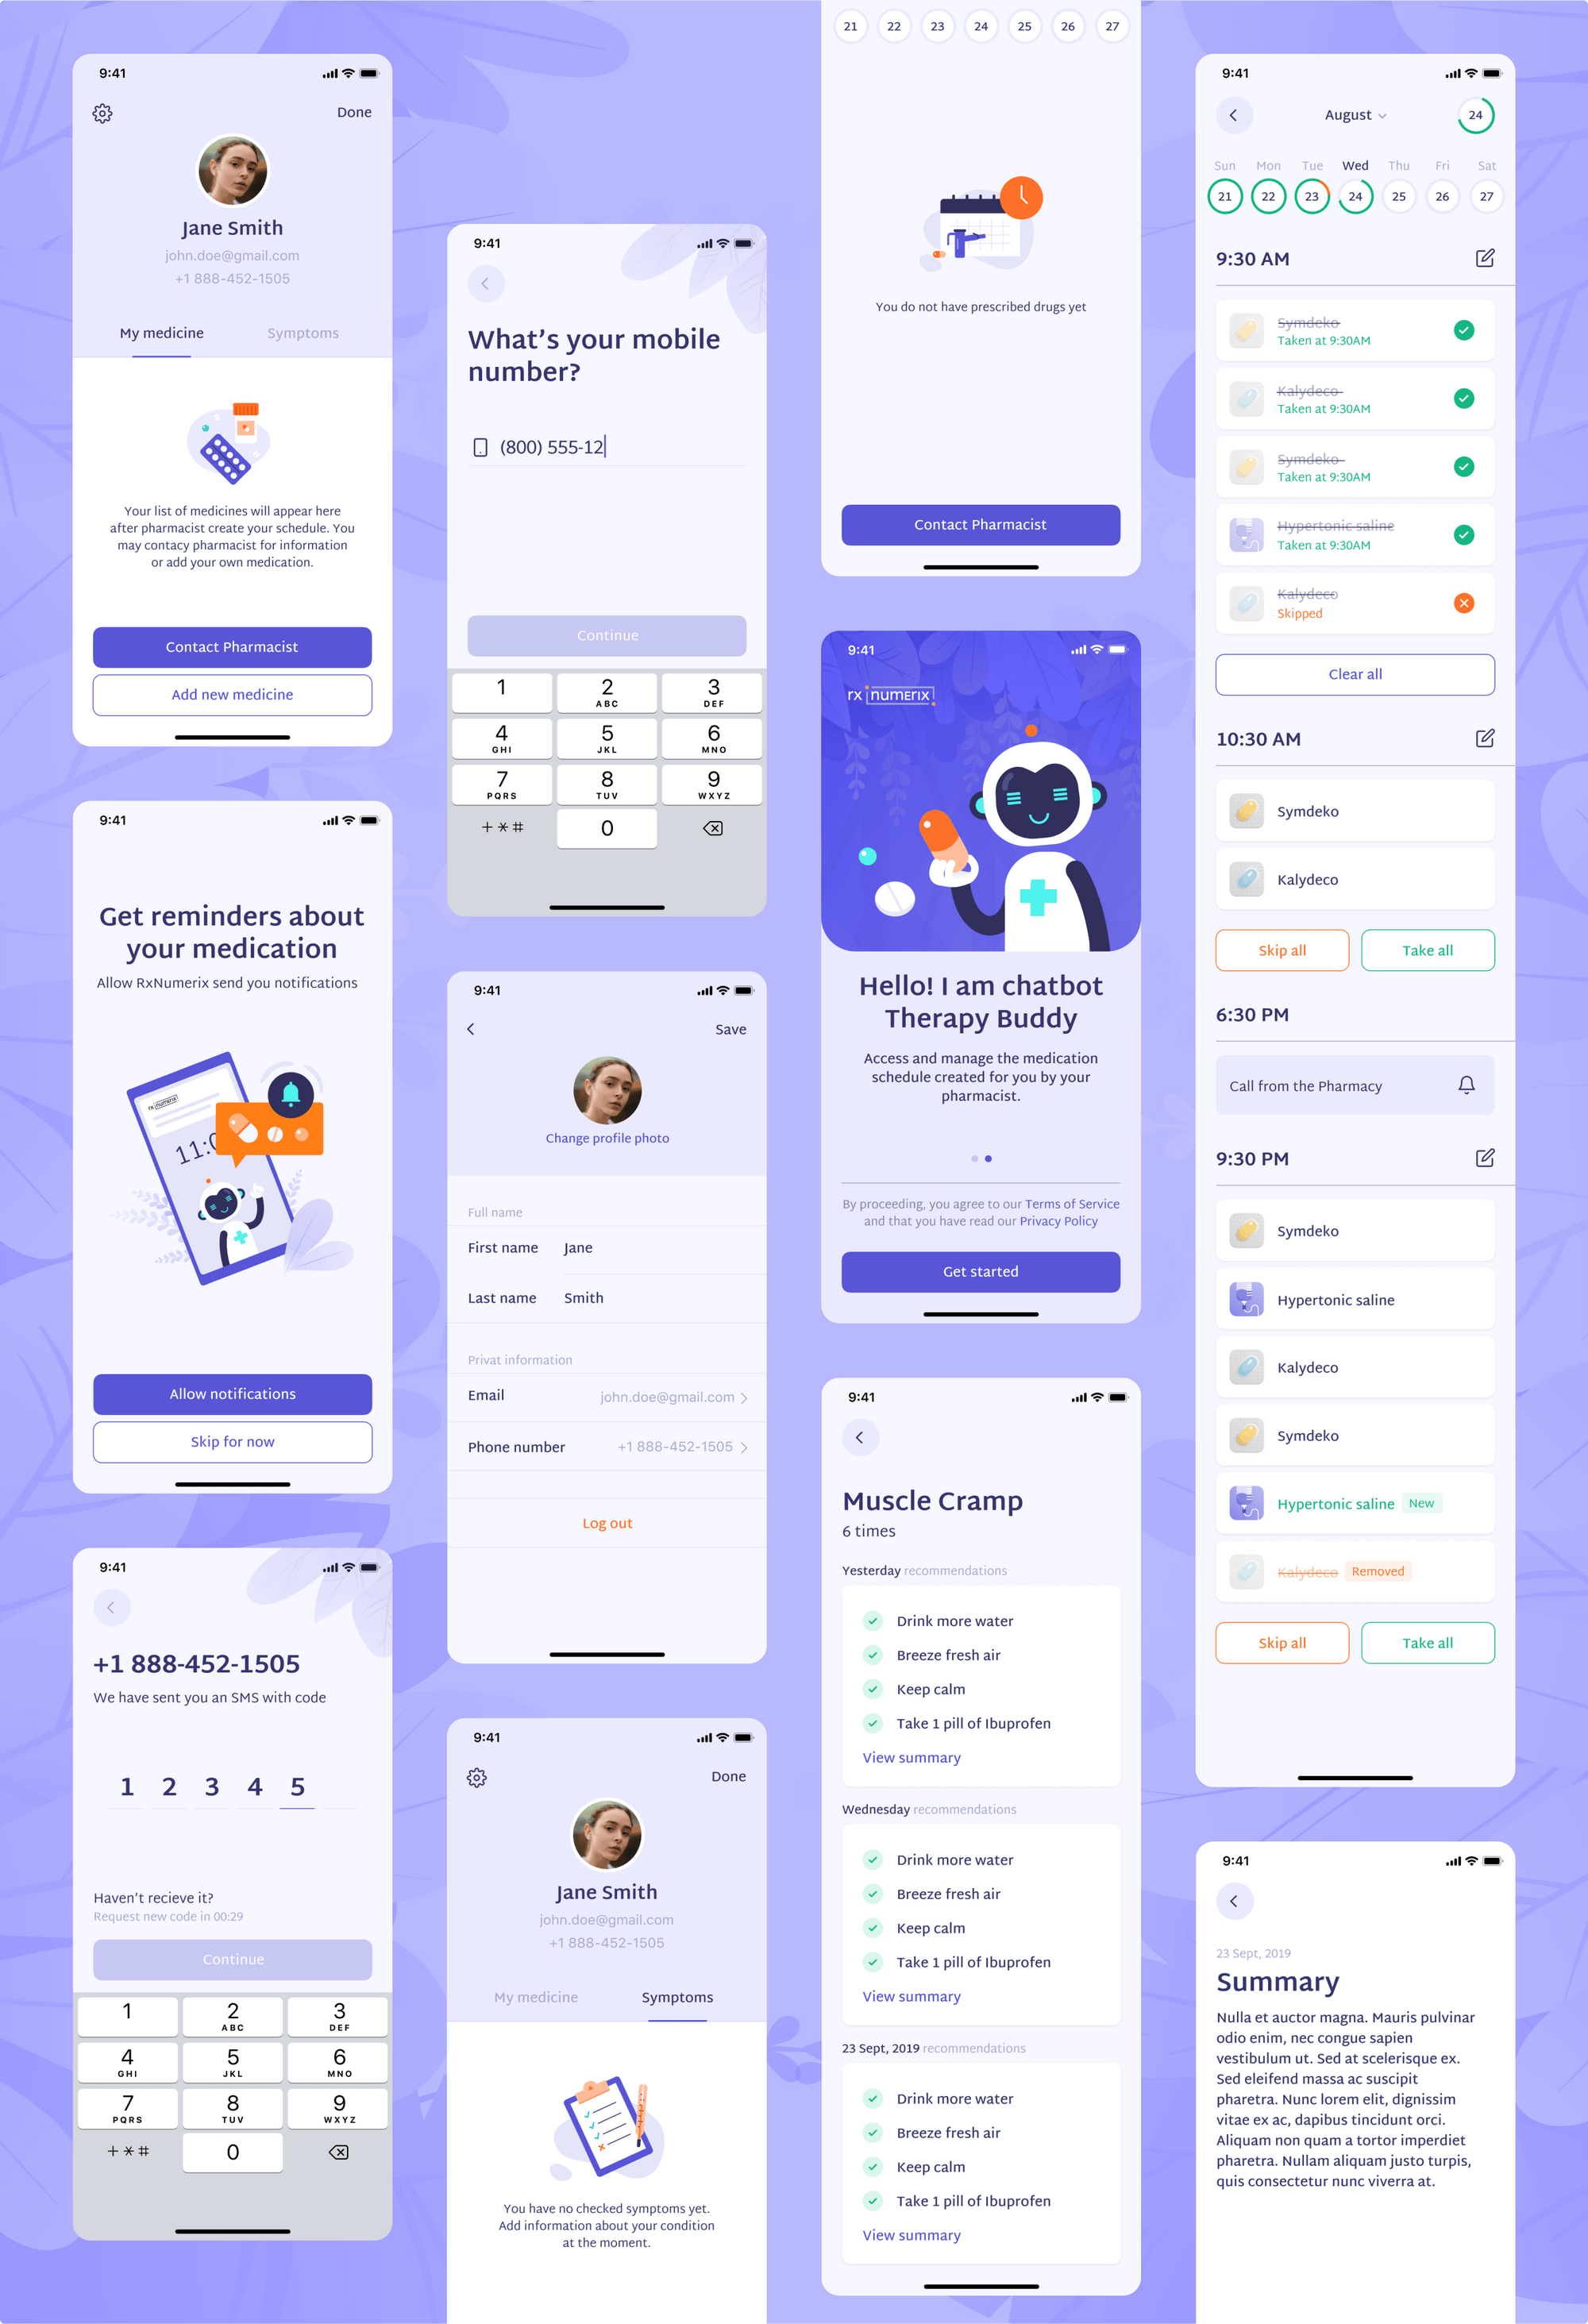 9:41
Done
Jane Smith
john.doe@gmail.com
+1 888-452-1505
My medicine Symptoms
Your list of medicines will appear here
after pharmacist create your schedule. You
may contacy pharmacist for information
or add your own medication.
Contact Pharmacist
Add new medicine
9:41
Get reminders about
your medication
Allow RxNumerix send you notifications
rx numerix
11:0
Allow notifications
Skip for now
9:41
+1 888-452-1505
We have sent you an SMS with code
1 2 3 4 5
Haven’t recieve it?
Request new code in 00:29
Continue
1 2 3
ABC DEF
4 5 6
GHI JKL MNO
7 8 9
PQRS TUV WXYZ
+ * # 0
9:41
What’s your mobile
number?
(800) 555-12
Continue
1 2 3
ABC DEF
4 5 6
GHI JKL MNO
7 8 9
PQRS TUV WXYZ
+ * # 0
9:41
Save
Change profile photo
Full name
First name Jane
Last name Smith
Privat information
Email john.doe@gmail.com
Phone number +1 888-452-1505
Log out
9:41
Done
Jane Smith
john.doe@gmail.com
+1 888-452-1505
My medicine Symptoms
You have no checked symptoms yet.
Add information about your condition
at the moment.
21 22 23 24 25 26 27
You do not have prescribed drugs yet
Contact Pharmacist
9:41
rx numerix
Hello! I am chatbot
Therapy Buddy
Access and manage the medication
schedule created for you by your
pharmacist.
By proceeding, you agree to our Terms of Service
and that you have read our Privacy Policy
Get started
9:41
Muscle Cramp
6 times
Yesterday recommendations
Drink more water
Breeze fresh air
Keep calm
Take 1 pill of Ibuprofen
View summary
Wednesday recommendations
Drink more water
Breeze fresh air
Keep calm
Take 1 pill of Ibuprofen
View summary
23 Sept, 2019 recommendations
Drink more water
Breeze fresh air
Keep calm
Take 1 pill of Ibuprofen
View summary
9:41
August 24
Sun Mon Tue Wed Thu Fri Sat
21 22 23 24 25 26 27
9:30 AM
Symdeko
Taken at 9:30AM
Kalydeco
Taken at 9:30AM
Symdeko
Taken at 9:30AM
Hypertonic saline
Taken at 9:30AM
Kalydeco
Skipped
Clear all
10:30 AM
Symdeko
Kalydeco
Skip all Take all
6:30 PM
Call from the Pharmacy
9:30 PM
Symdeko
Hypertonic saline
Kalydeco
Symdeko
Hypertonic saline New
Kalydeco Removed
Skip all Take all
9:41
23 Sept, 2019
Summary
Nulla et auctor magna. Mauris pulvinar
odio enim, nec congue sapien
vestibulum ut. Sed at scelerisque ex.
Sed eleifend massa ac suscipit
pharetra. Nunc lorem elit, dignissim
vitae ex ac, dapibus tincidunt orci.
Aliquam non quam a tortor imperdiet
pharetra. Nullam aliquam justo turpis,
quis consectetur nunc viverra at.